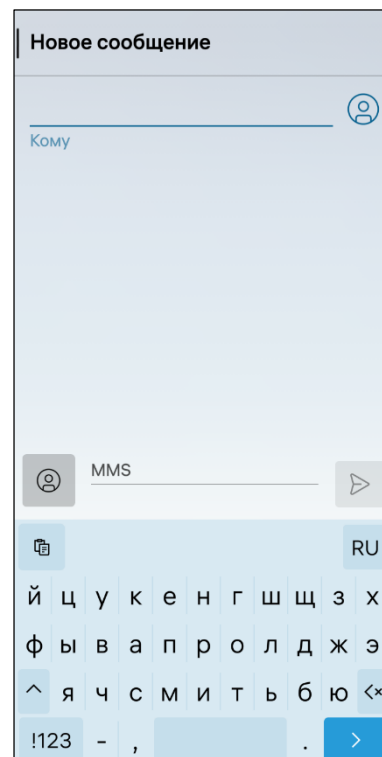 Новое сообщение
Кому
MMS
RU
й ц у к е н г ш щ з х
ф ы в а п р о л д ж э
я ч с м и т ь б ю
!123 - , .